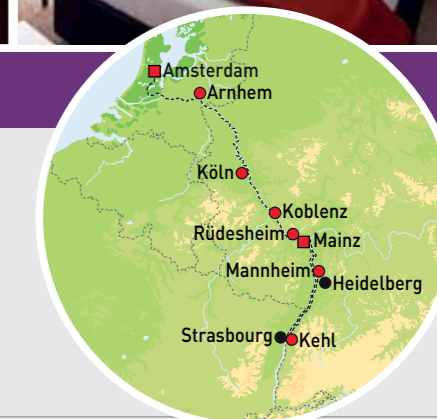 Amsterdam
Arnhem
Köln
Koblenz
Rüdesheim
Mainz
Mannheim
Heidelberg
Strasbourg
Kehl